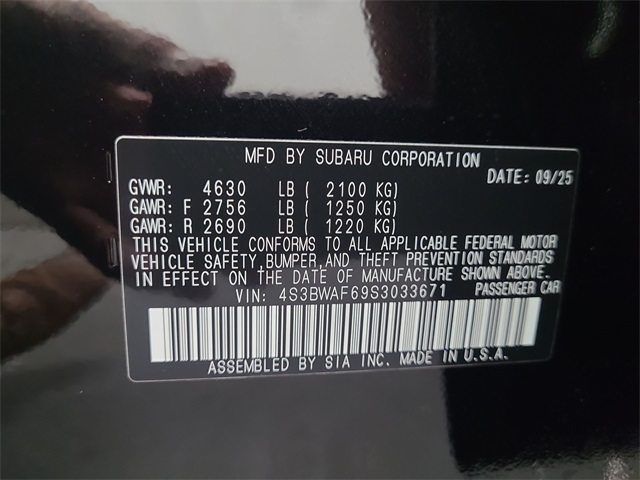 MFD BY SUBARU CORPORATION
DATE: 09/25
GVWR: 4630 LB ( 2100 KG)
GAWR: F 2756 LB ( 1250 KG)
GAWR: R 2690 LB ( 1220 KG)
THIS VEHICLE CONFORMS TO ALL APPLICABLE FEDERAL MOTOR
VEHICLE SAFETY, BUMPER, AND THEFT PREVENTION STANDARDS
IN EFFECT ON THE DATE OF MANUFACTURE SHOWN ABOVE.
VIN: 4S3BWAF69S3033671 PASSENGER CAR
ASSEMBLED BY SIA INC. MADE IN U.S.A.